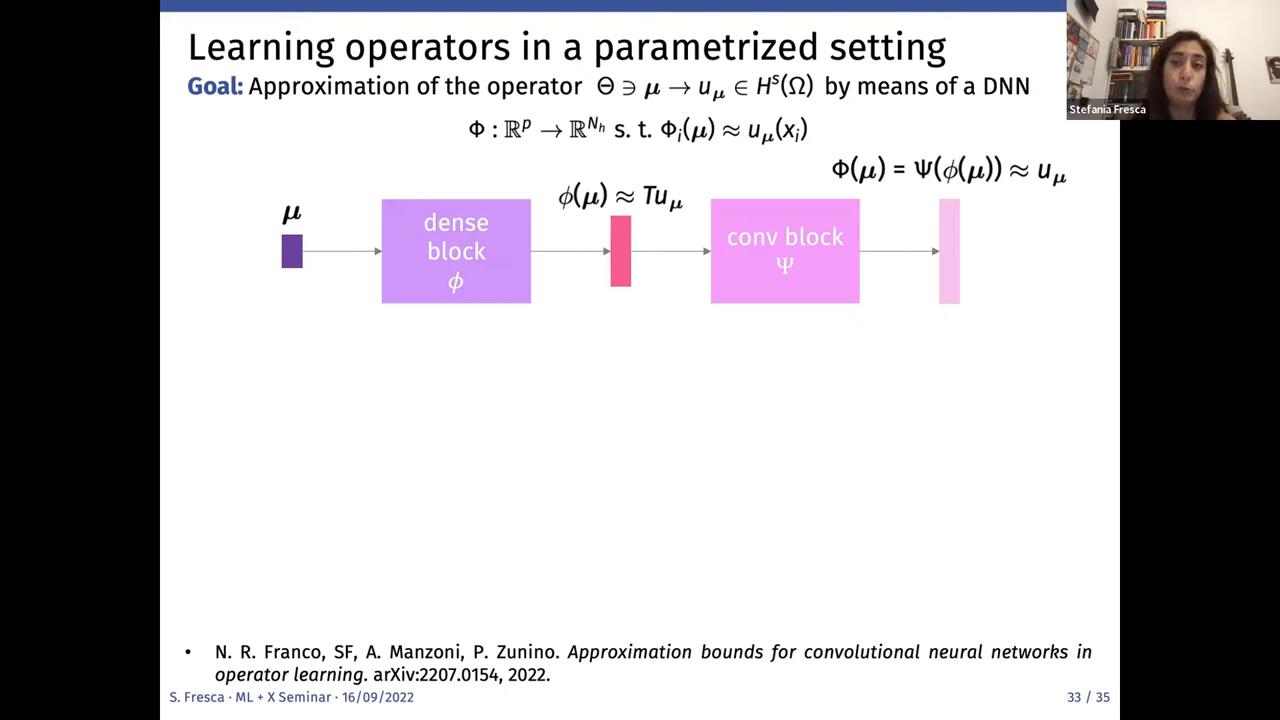 Learning operators in a parametrized setting
Goal: Approximation of the operator Θ ∋ μ → u_μ ∈ H^s(Ω) by means of a DNN
Φ : ℝ^p → ℝ^{N_h} s. t. Φ_i(μ) ≈ u_μ(x_i)
Stefania Fresca
Φ(μ) = Ψ(ϕ(μ)) ≈ u_μ
ϕ(μ) ≈ Tu_μ
μ
dense
block
ϕ
conv block
Ψ
• N. R. Franco, SF, A. Manzoni, P. Zunino. Approximation bounds for convolutional neural networks in
operator learning. arXiv:2207.0154, 2022.
S. Fresca · ML + X Seminar · 16/09/2022
33 / 35